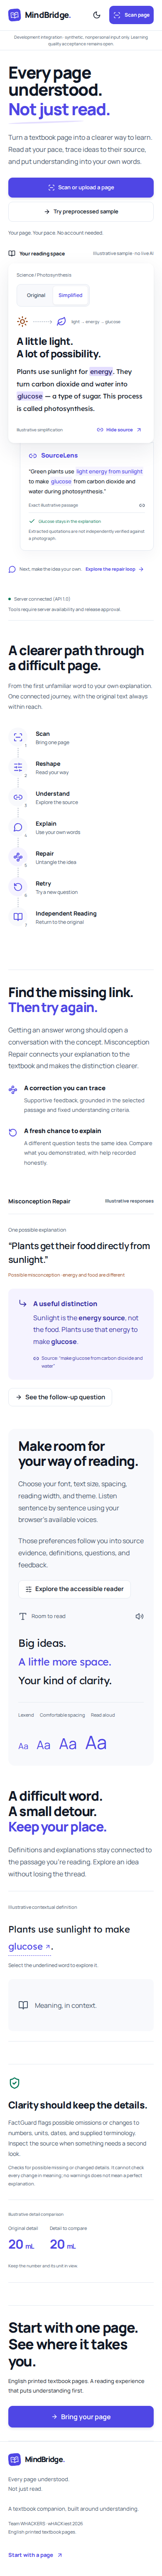 MindBridge.
Scan page
Development integration · synthetic, nonpersonal input only. Learning
quality acceptance remains open.
Every page
understood.
Not just read.
Turn a textbook page into a clearer way to learn.
Read at your pace, trace ideas to their source,
and put understanding into your own words.
Scan or upload a page
Try preprocessed sample
Your page. Your pace. No account needed.
Your reading space
Illustrative sample · no live AI
Science / Photosynthesis
Original
Simplified
light → energy → glucose
A little light.
A lot of possibility.
Plants use sunlight for energy. They
turn carbon dioxide and water into
glucose — a type of sugar. This process
is called photosynthesis.
Illustrative simplification
Hide source
SourceLens
“Green plants use light energy from sunlight
to make glucose from carbon dioxide and
water during photosynthesis.”
Exact illustrative passage
Glucose stays in the explanation
Extracted quotations are not independently verified against
a photograph.
Next, make the idea your own.
Explore the repair loop
Server connected (API 1.0)
Tools require server availability and release approval.
A clearer path through
a difficult page.
From the first unfamiliar word to your own explanation.
One connected journey, with the original text always
within reach.
1
Scan
Bring one page
2
Reshape
Read your way
3
Understand
Explore the source
4
Explain
Use your own words
5
Repair
Untangle the idea
6
Retry
Try a new question
7
Independent Reading
Return to the original
Find the missing link.
Then try again.
Getting an answer wrong should open a
conversation with the concept. Misconception
Repair connects your explanation to the
textbook and makes the distinction clearer.
A correction you can trace
Supportive feedback, grounded in the selected
passage and fixed understanding criteria.
A fresh chance to explain
A different question tests the same idea. Compare
what you demonstrated, with help recorded
honestly.
Misconception Repair
Illustrative responses
One possible explanation
“Plants get their food directly from
sunlight.”
Possible misconception · energy and food are different
A useful distinction
Sunlight is the energy source, not
the food. Plants use that energy to
make glucose.
Source: “make glucose from carbon dioxide and
water”
See the follow-up question
Make room for
your way of reading.
Choose your font, text size, spacing,
reading width, and theme. Listen
sentence by sentence using your
browser’s available voices.
Those preferences follow you into source
evidence, definitions, questions, and
feedback.
Explore the accessible reader
Room to read
Big ideas.
A little more space.
Your kind of clarity.
Lexend
Comfortable spacing
Read aloud
Aa
Aa
Aa
Aa
A difficult word.
A small detour.
Keep your place.
Definitions and explanations stay connected to
the passage you’re reading. Explore an idea
without losing the thread.
Illustrative contextual definition
Plants use sunlight to make
glucose.
Select the underlined word to explore it.
Meaning, in context.
Clarity should keep the details.
FactGuard flags possible omissions or changes to
numbers, units, dates, and supplied terminology.
Inspect the source when something needs a second
look.
Checks for possible missing or changed details. It cannot check
every change in meaning; no warnings does not mean a perfect
explanation.
Illustrative detail comparison
Original detail
Detail to compare
20 mL
20 mL
Keep the number and its unit in view.
Start with one page.
See where it takes
you.
English printed textbook pages. A reading experience
that puts understanding first.
Bring your page
MindBridge.
Every page understood.
Not just read.
A textbook companion, built around understanding.
Team WHACKERS · whACKiest 2026
English printed textbook pages.
Start with a page